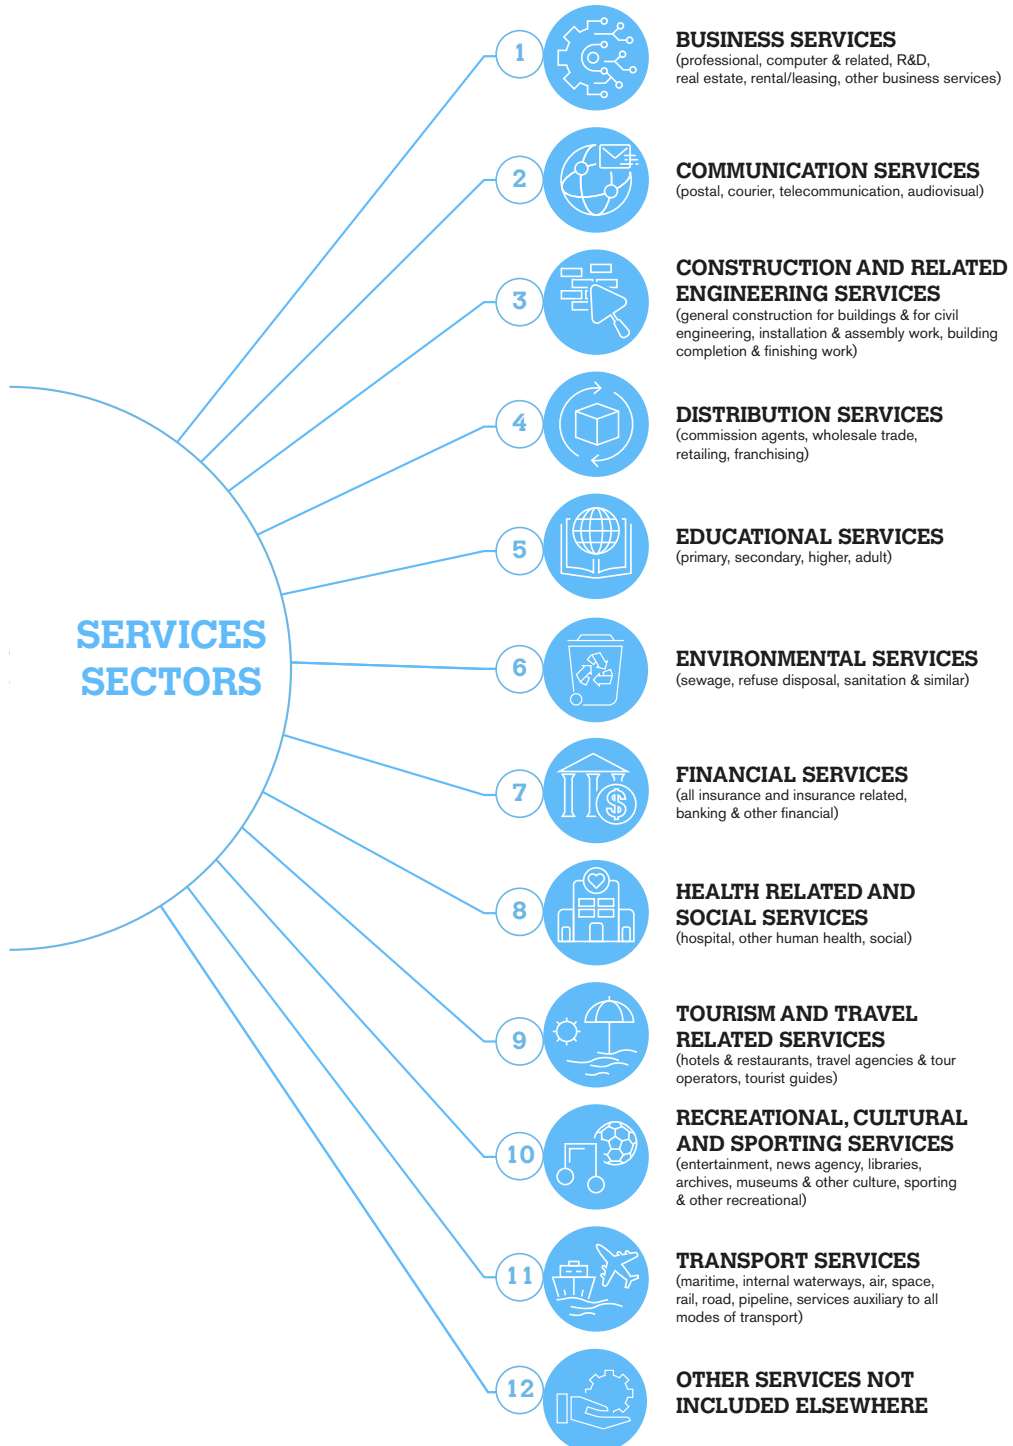 SERVICES
SECTORS
1
BUSINESS SERVICES
(professional, computer & related, R&D,
real estate, rental/leasing, other business services)
2
COMMUNICATION SERVICES
(postal, courier, telecommunication, audiovisual)
3
CONSTRUCTION AND RELATED
ENGINEERING SERVICES
(general construction for buildings & for civil
engineering, installation & assembly work, building
completion & finishing work)
4
DISTRIBUTION SERVICES
(commission agents, wholesale trade,
retailing, franchising)
5
EDUCATIONAL SERVICES
(primary, secondary, higher, adult)
6
ENVIRONMENTAL SERVICES
(sewage, refuse disposal, sanitation & similar)
7
$
FINANCIAL SERVICES
(all insurance and insurance related,
banking & other financial)
8
HEALTH RELATED AND
SOCIAL SERVICES
(hospital, other human health, social)
9
TOURISM AND TRAVEL
RELATED SERVICES
(hotels & restaurants, travel agencies & tour
operators, tourist guides)
10
RECREATIONAL, CULTURAL
AND SPORTING SERVICES
(entertainment, news agency, libraries,
archives, museums & other culture, sporting
& other recreational)
11
TRANSPORT SERVICES
(maritime, internal waterways, air, space,
rail, road, pipeline, services auxiliary to all
modes of transport)
12
OTHER SERVICES NOT
INCLUDED ELSEWHERE